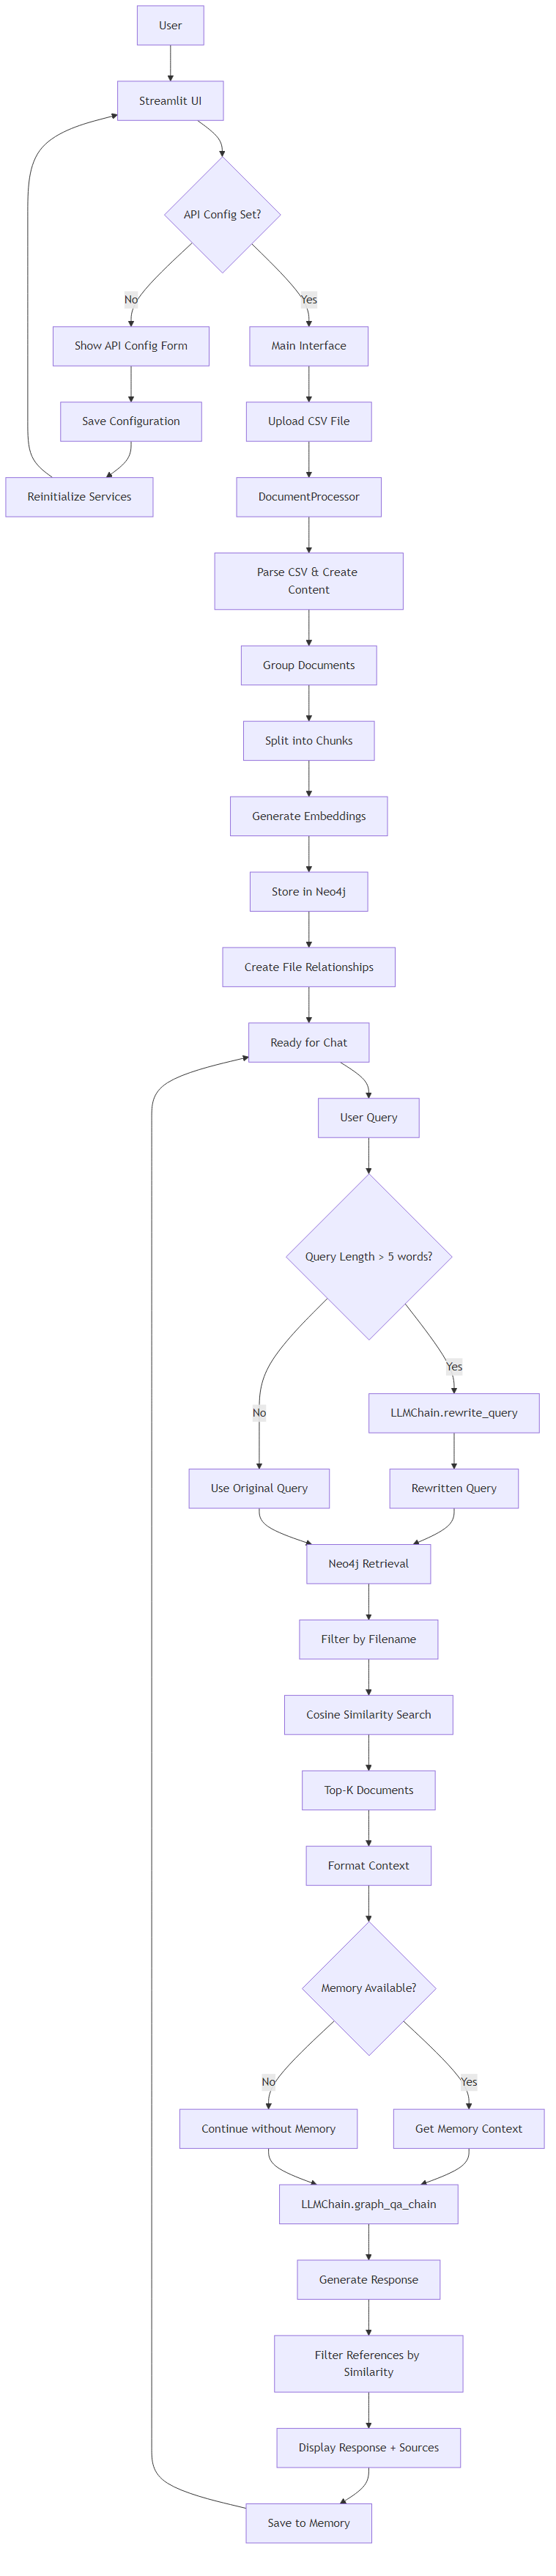 User
Streamlit UI
API Config Set?
No
Yes
Show API Config Form
Main Interface
Save Configuration
Upload CSV File
Reinitialize Services
DocumentProcessor
Parse CSV & Create
Content
Group Documents
Split into Chunks
Generate Embeddings
Store in Neo4j
Create File Relationships
Ready for Chat
User Query
Query Length > 5 words?
Yes
No
LLMChain.rewrite_query
Use Original Query
Rewritten Query
Neo4j Retrieval
Filter by Filename
Cosine Similarity Search
Top-K Documents
Format Context
Memory Available?
No
Yes
Continue without Memory
Get Memory Context
LLMChain.graph_qa_chain
Generate Response
Filter References by
Similarity
Display Response + Sources
Save to Memory